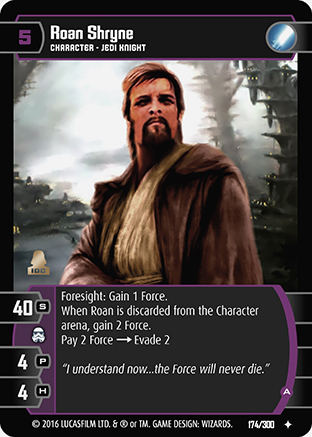 5
Roan Shryne
CHARACTER - JEDI KNIGHT
IDC
40 S
4 P
4 H
Foresight: Gain 1 Force.
When Roan is discarded from the Character
arena, gain 2 Force.
Pay 2 Force → Evade 2
“I understand now...the Force will never die.”
A
© 2016 LUCASFILM LTD. & ® or TM. GAME DESIGN: WIZARDS. 174/300